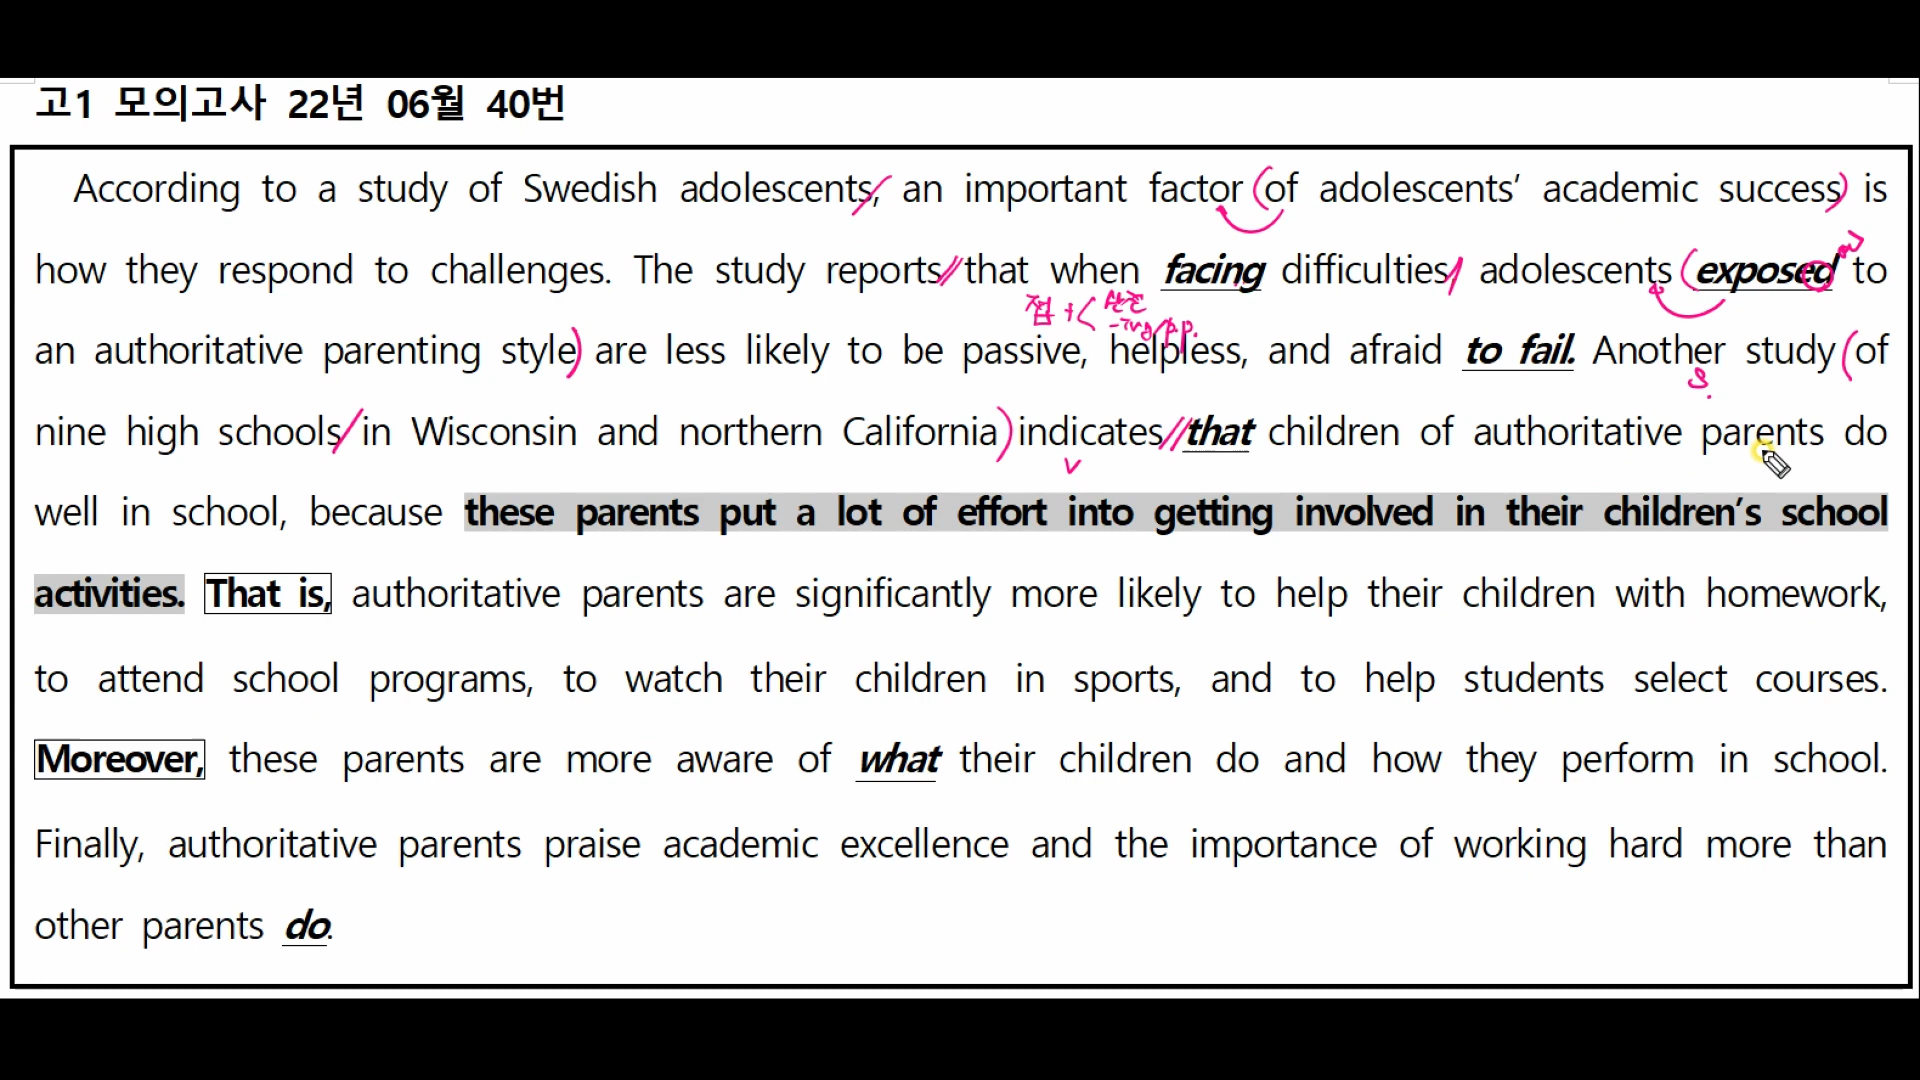 고1 모의고사 22년 06월 40번
According to a study of Swedish adolescents, an important factor of adolescents’ academic success is
how they respond to challenges. The study reports that when facing difficulties, adolescents exposed to
접 + S V
-ing/p.p.
an authoritative parenting style are less likely to be passive, helpless, and afraid to fail. Another study of
S.
nine high schools in Wisconsin and northern California indicates that children of authoritative parents do
V
well in school, because these parents put a lot of effort into getting involved in their children’s school
activities. That is, authoritative parents are significantly more likely to help their children with homework,
to attend school programs, to watch their children in sports, and to help students select courses.
Moreover, these parents are more aware of what their children do and how they perform in school.
Finally, authoritative parents praise academic excellence and the importance of working hard more than
other parents do.